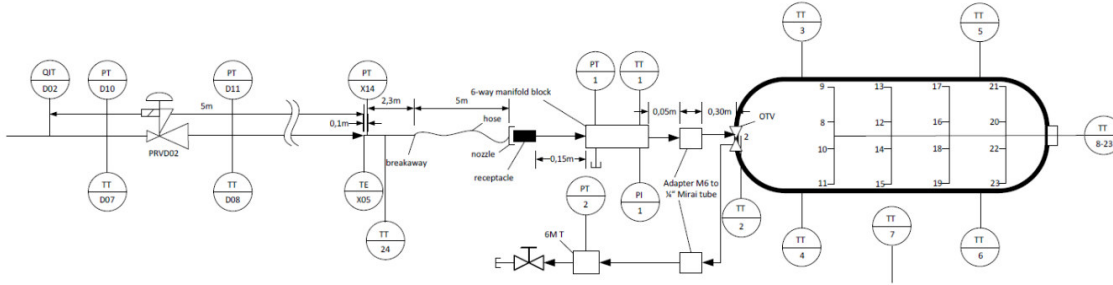 TT
3
TT
5
QIT
D02
PT
D10
PT
D11
PT
X14
PT
1
TT
1
6-way manifold block
5m
2,3m
5m
hose
0,1m
0,05m
0,30m
OTV
2
9
13
17
21
8
12
16
20
10
14
18
22
11
15
19
23
TT
8-23
PRVD02
breakaway
nozzle
receptacle
0,15m
Adapter M6 to
¼" Mirai tube
TT
D07
TT
D08
TE
X05
PT
2
PI
1
TT
2
TT
24
6M T
TT
4
TT
7
TT
6